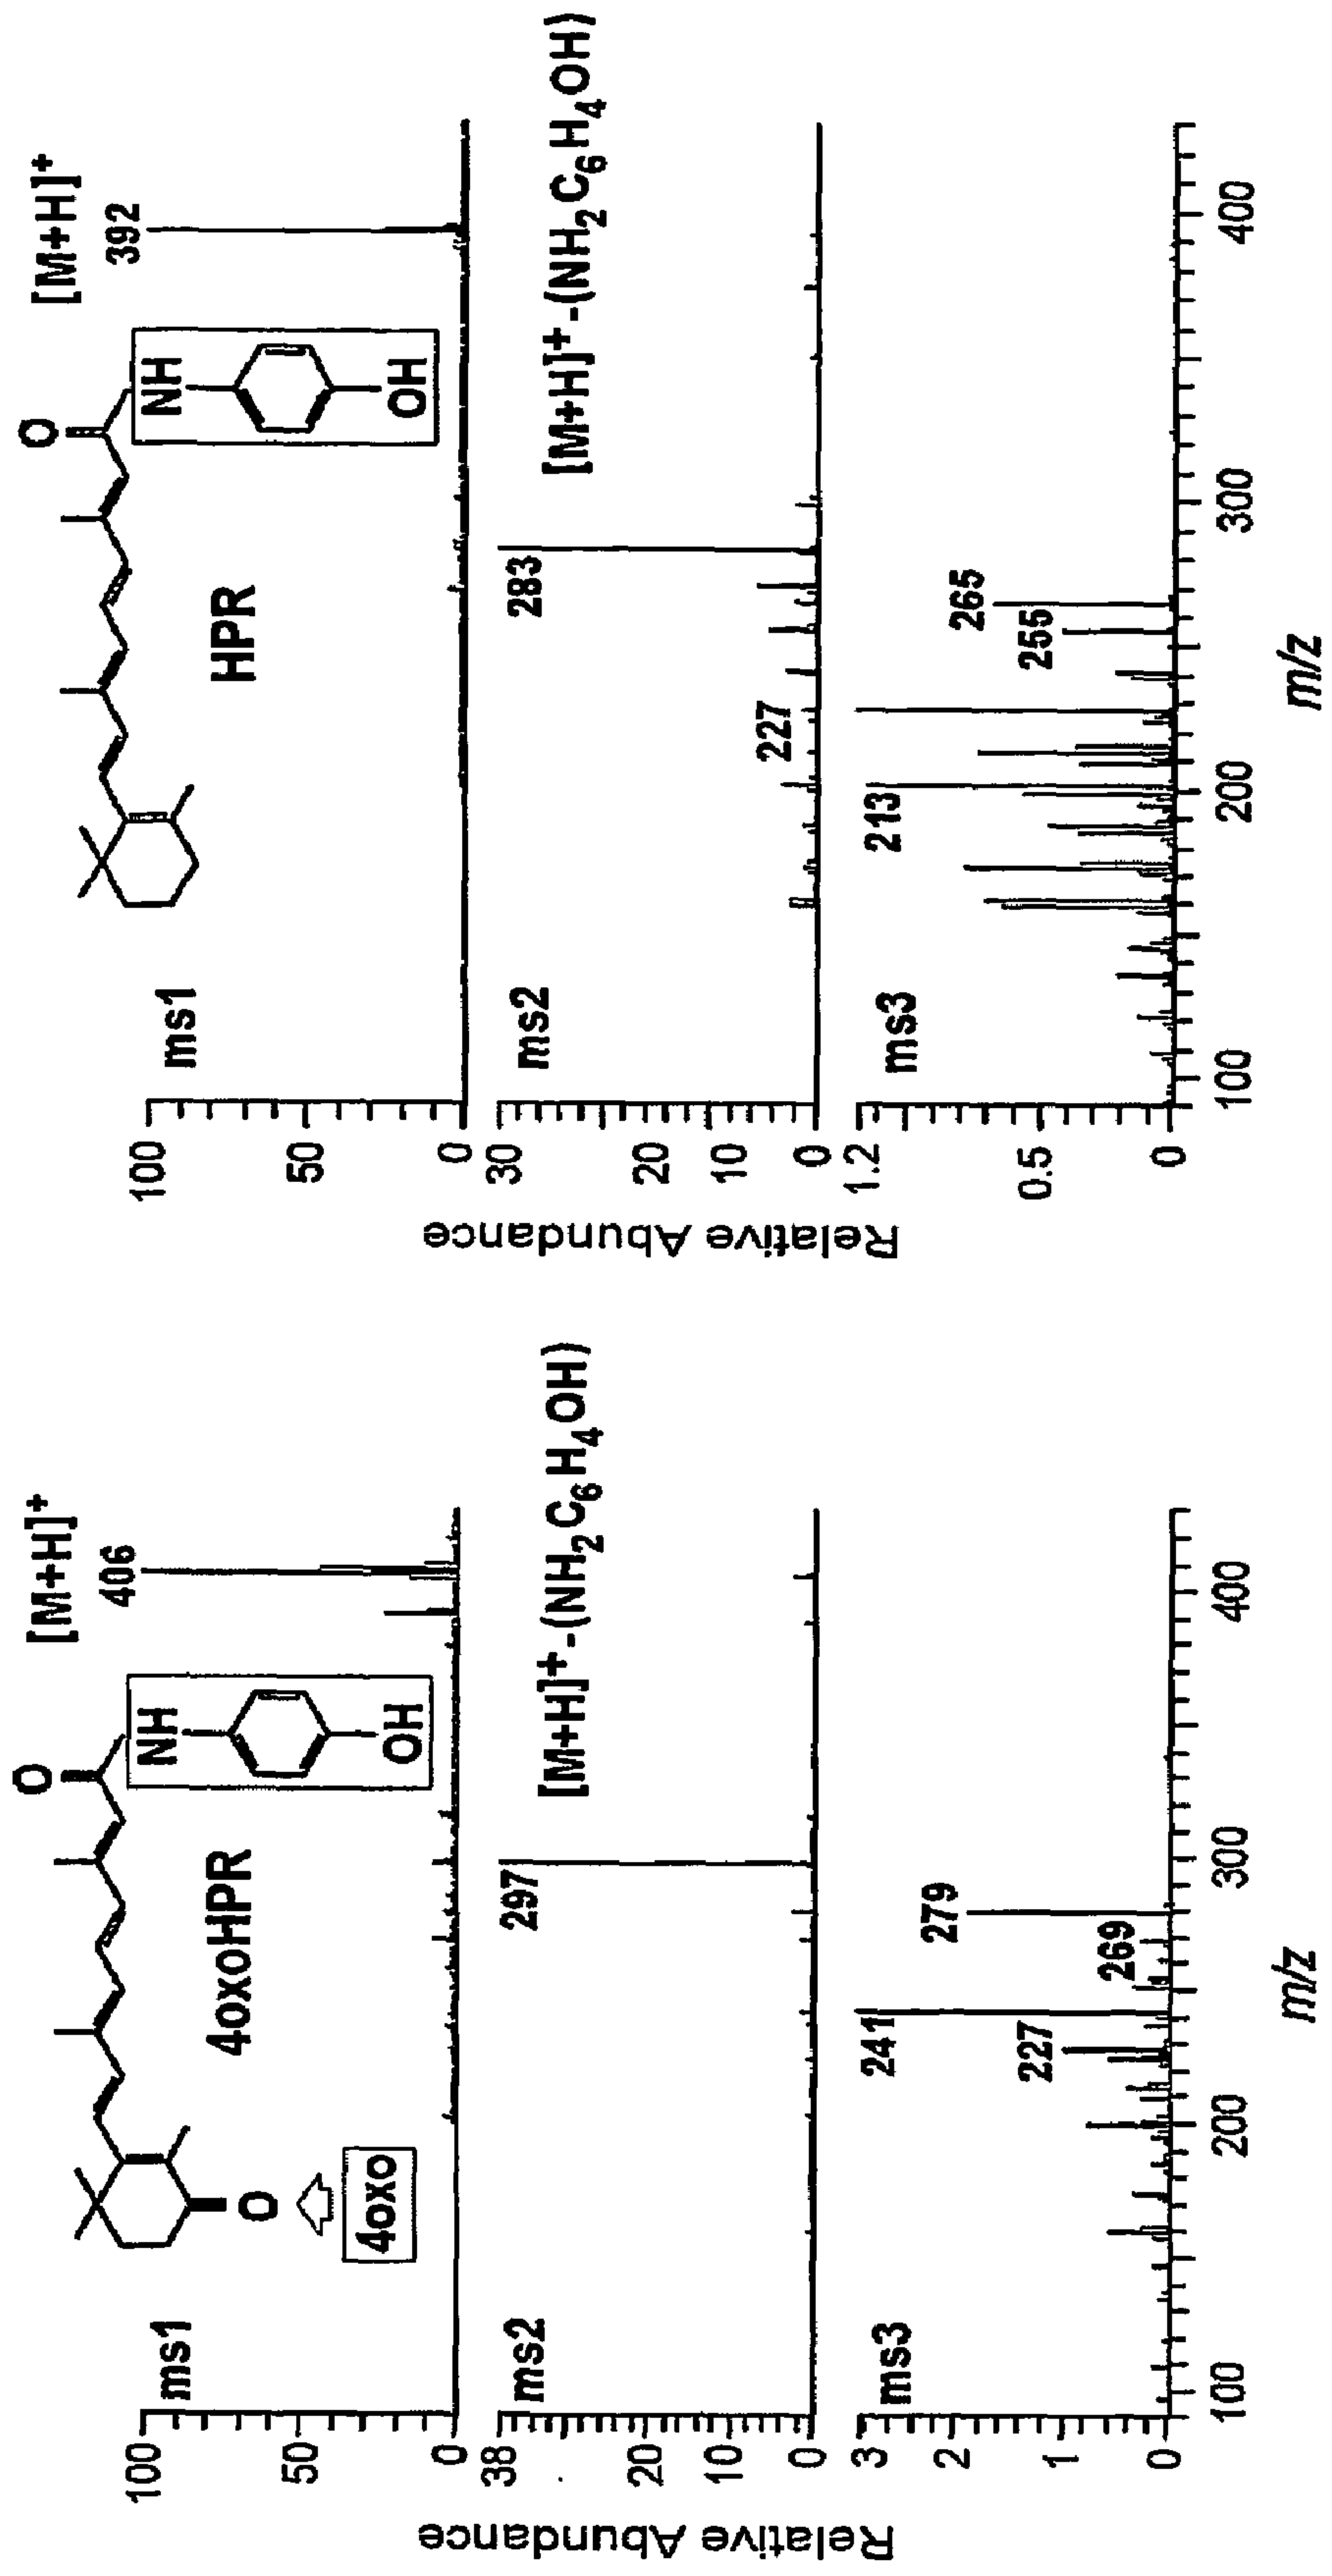 [M+H]+
406
O
NH
OH
4oxoHPR
O
4oxo
ms1
100
50
0
[M+H]+-(NH2C6H4OH)
297
ms2
38
20
10
0
279
269
241
227
ms3
3
2
1
0
100
200
300
400
m/z
Relative Abundance
[M+H]+
392
O
NH
OH
HPR
ms1
100
50
0
[M+H]+-(NH2C6H4OH)
283
227
ms2
30
20
10
0
265
255
213
ms3
1.2
0.5
0
100
200
300
400
m/z
Relative Abundance